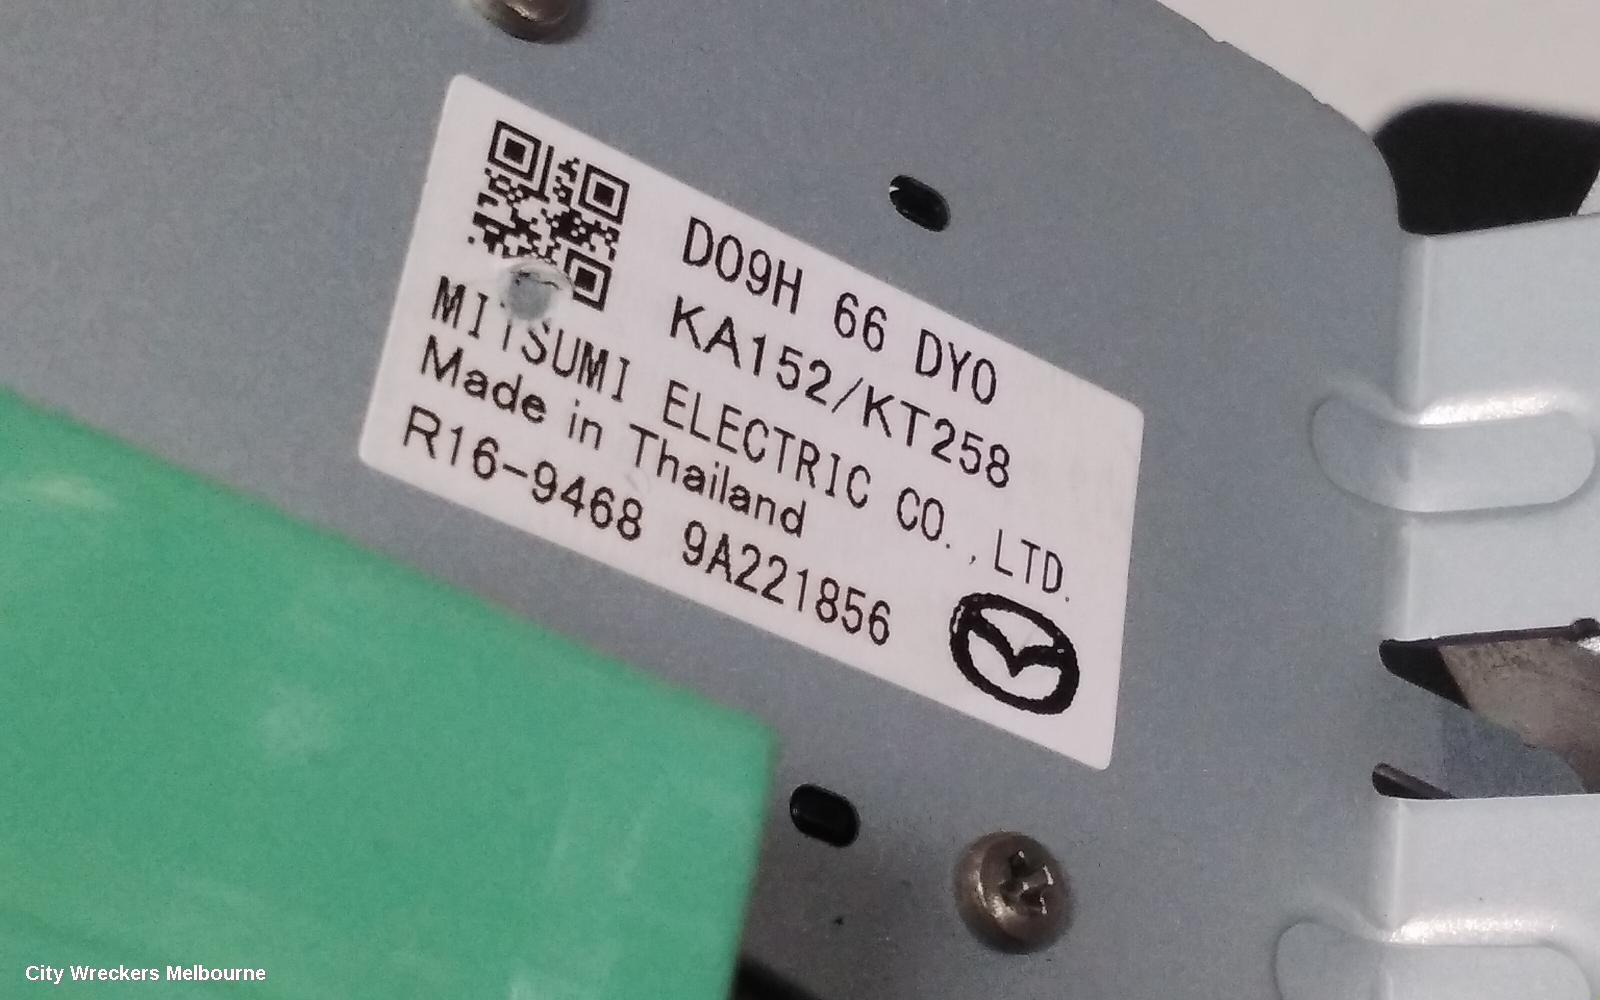 D09H 66 DY0
KA152/KT258
MITSUMI ELECTRIC CO.,LTD.
Made in Thailand
R16-9468 9A221856
City Wreckers Melbourne